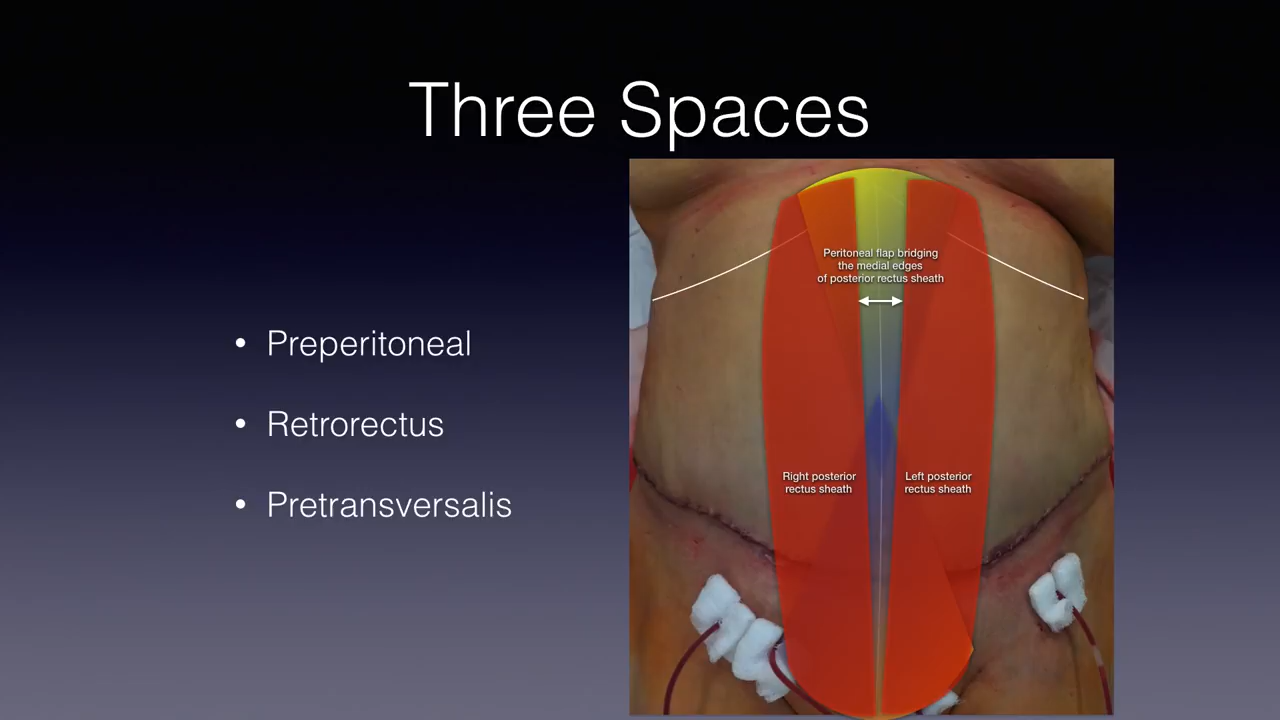 Three Spaces
• Preperitoneal
• Retrorectus
• Pretransversalis
Peritoneal flap bridging
the medial edges
of posterior rectus sheath
Right posterior
rectus sheath
Left posterior
rectus sheath